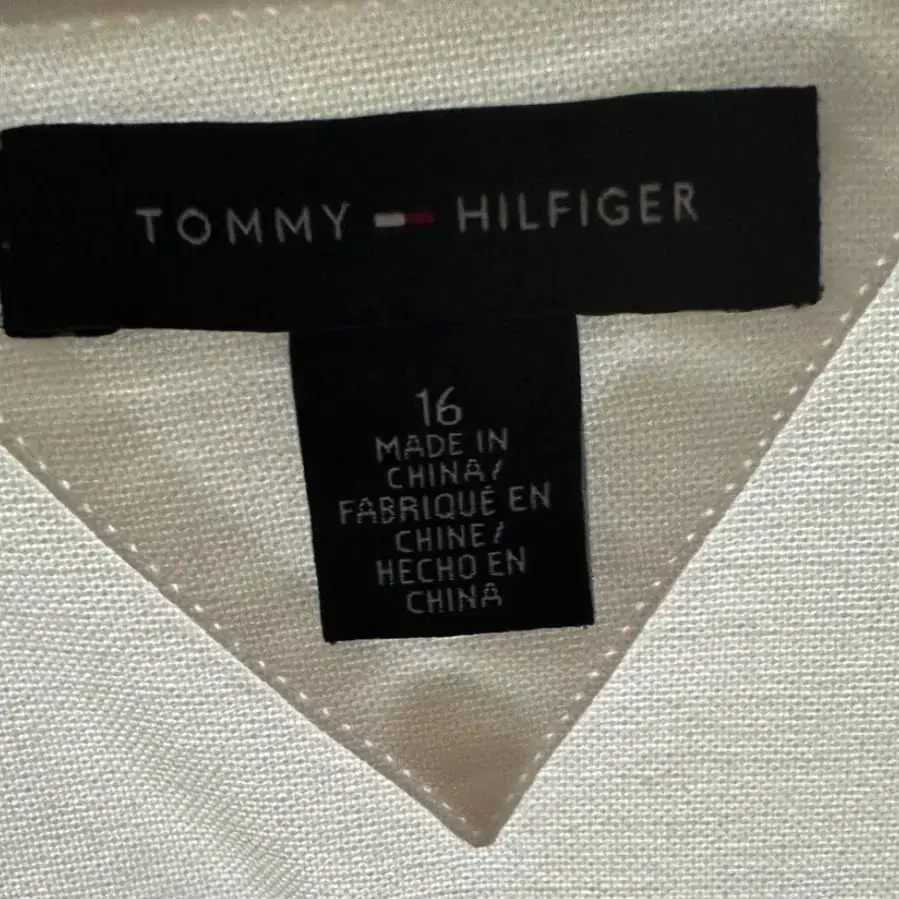 TOMMY HILFIGER
16
MADE IN
CHINA/
FABRIQUÉ EN
CHINE/
HECHO EN
CHINA